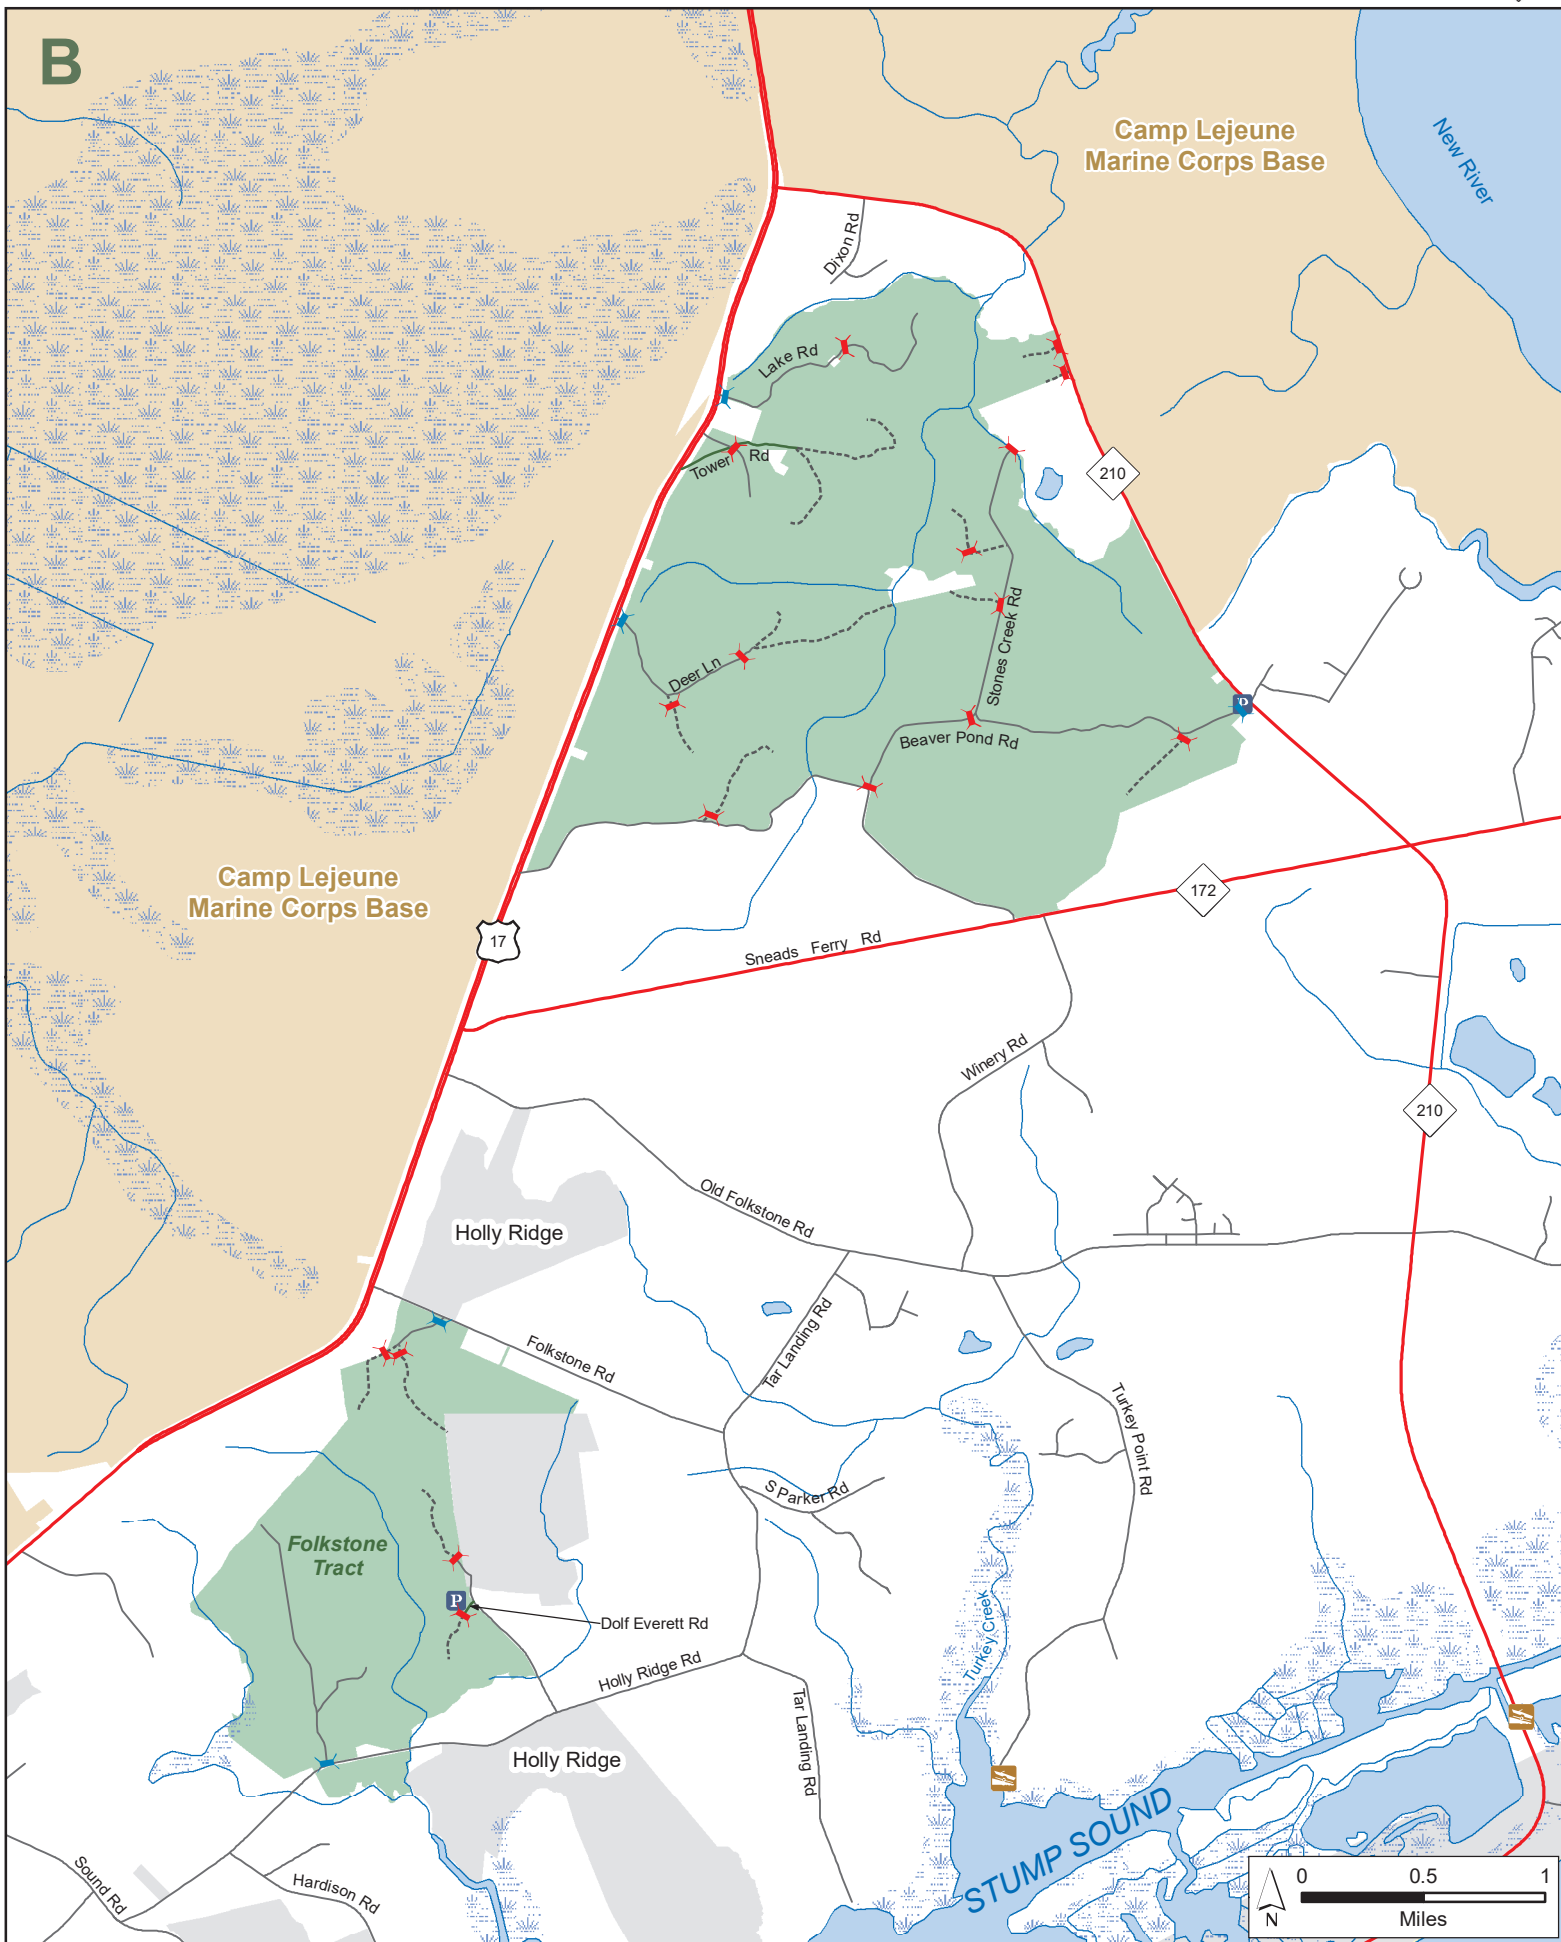 B
Camp Lejeune
Marine Corps Base
New River
Dixon Rd
Lake Rd
Tower Rd
210
Stones Creek Rd
Deer Ln
P
Beaver Pond Rd
Camp Lejeune
Marine Corps Base
172
17
Sneads Ferry Rd
Winery Rd
210
Old Folkstone Rd
Holly Ridge
Folkstone Rd
Tar Landing Rd
Turkey Point Rd
S Parker Rd
Folkstone
Tract
P
Dolf Everett Rd
Turkey Creek
Holly Ridge Rd
Tar Landing Rd
Holly Ridge
STUMP SOUND
Sound Rd
Hardison Rd
N
0 0.5 1
Miles